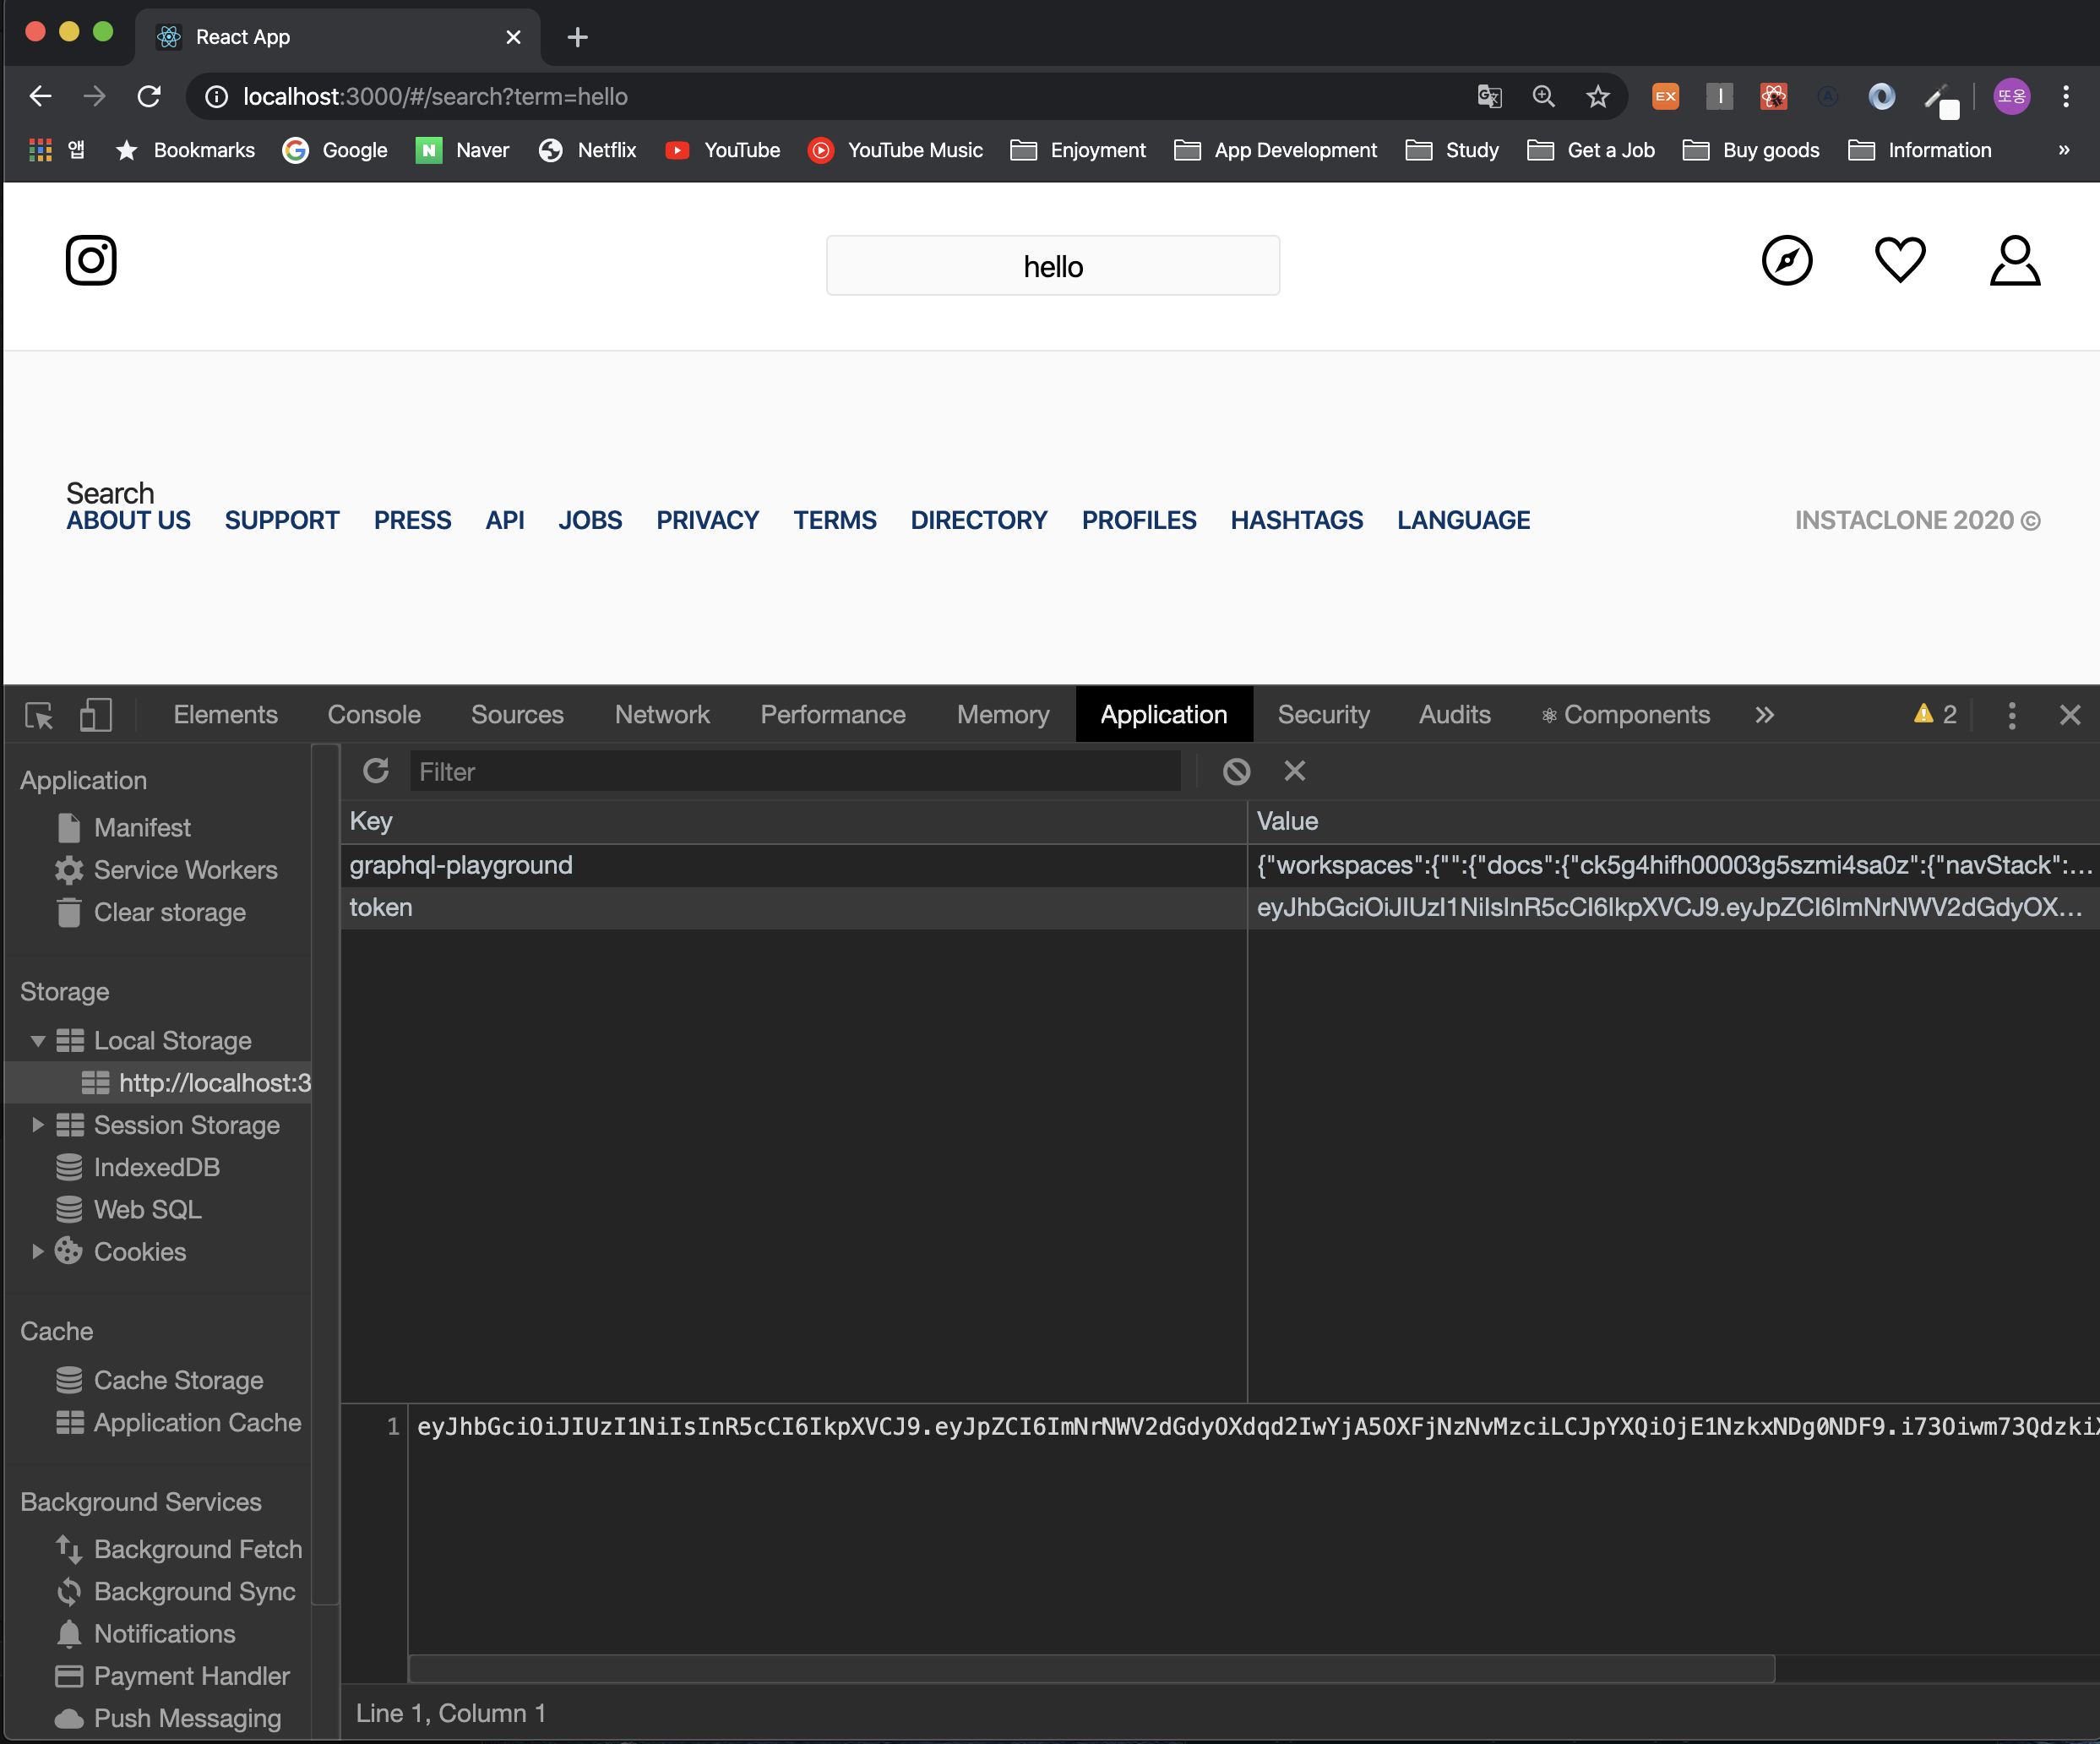 React App
localhost:3000/#/search?term=hello
EX
또옹
앱 Bookmarks Google N Naver Netflix YouTube YouTube Music Enjoyment App Development Study Get a Job Buy goods Information »
hello
Search
ABOUT US SUPPORT PRESS API JOBS PRIVACY TERMS DIRECTORY PROFILES HASHTAGS LANGUAGE INSTACLONE 2020 ©
Elements Console Sources Network Performance Memory Application Security Audits Components » 2
Filter
Application
Manifest
Service Workers
Clear storage
Storage
Local Storage
http://localhost:3
Session Storage
IndexedDB
Web SQL
Cookies
Cache
Cache Storage
Application Cache
Background Services
Background Fetch
Background Sync
Notifications
Payment Handler
Push Messaging
Key Value
graphql-playground {"workspaces":{"":{"docs":{"ck5g4hifh00003g5szmi4sa0z":{"navStack":...
token eyJhbGciOiJIUzI1NiIsInR5cCI6IkpXVCJ9.eyJpZCI6ImNrNWV2dGdyOX...
1 eyJhbGciOiJIUzI1NiIsInR5cCI6IkpXVCJ9.eyJpZCI6ImNrNWV2dGdyOXdqd2IwYjA5OXFjNzNvMzciLCJpYXQiOjE1NzkxNDg0NDF9.i73Oiwm73Qdzki
Line 1, Column 1